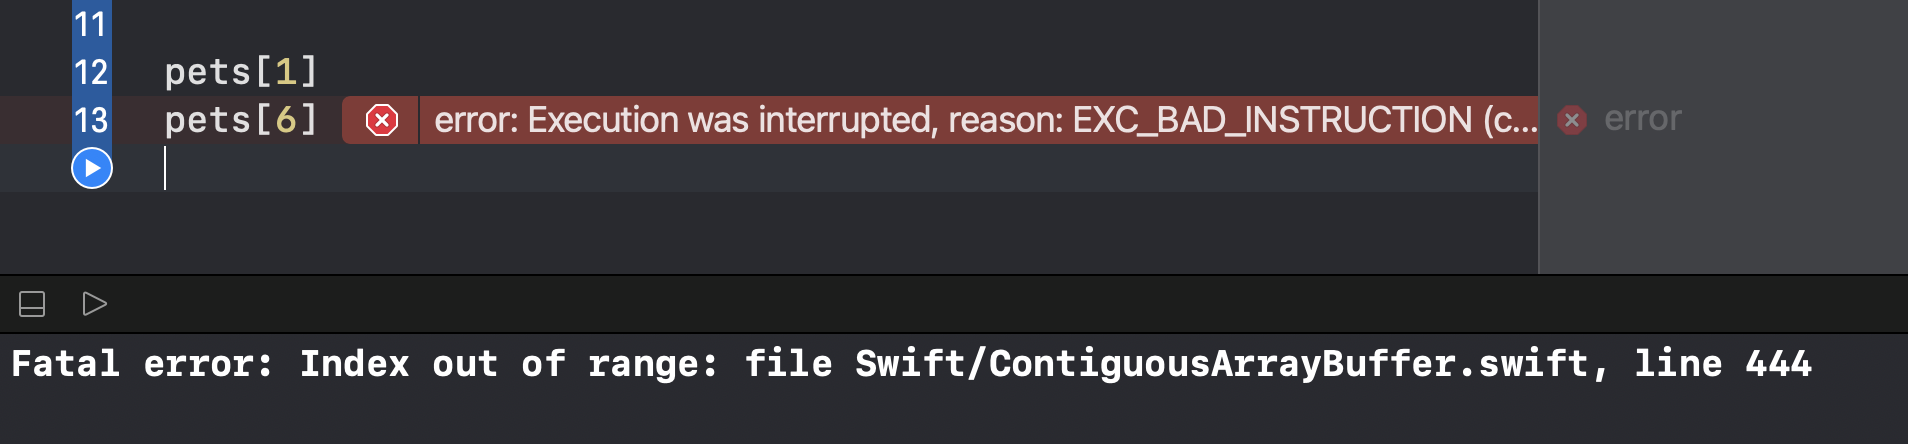 11
12 pets[1]
13 pets[6] error: Execution was interrupted, reason: EXC_BAD_INSTRUCTION (c... error
Fatal error: Index out of range: file Swift/ContiguousArrayBuffer.swift, line 444